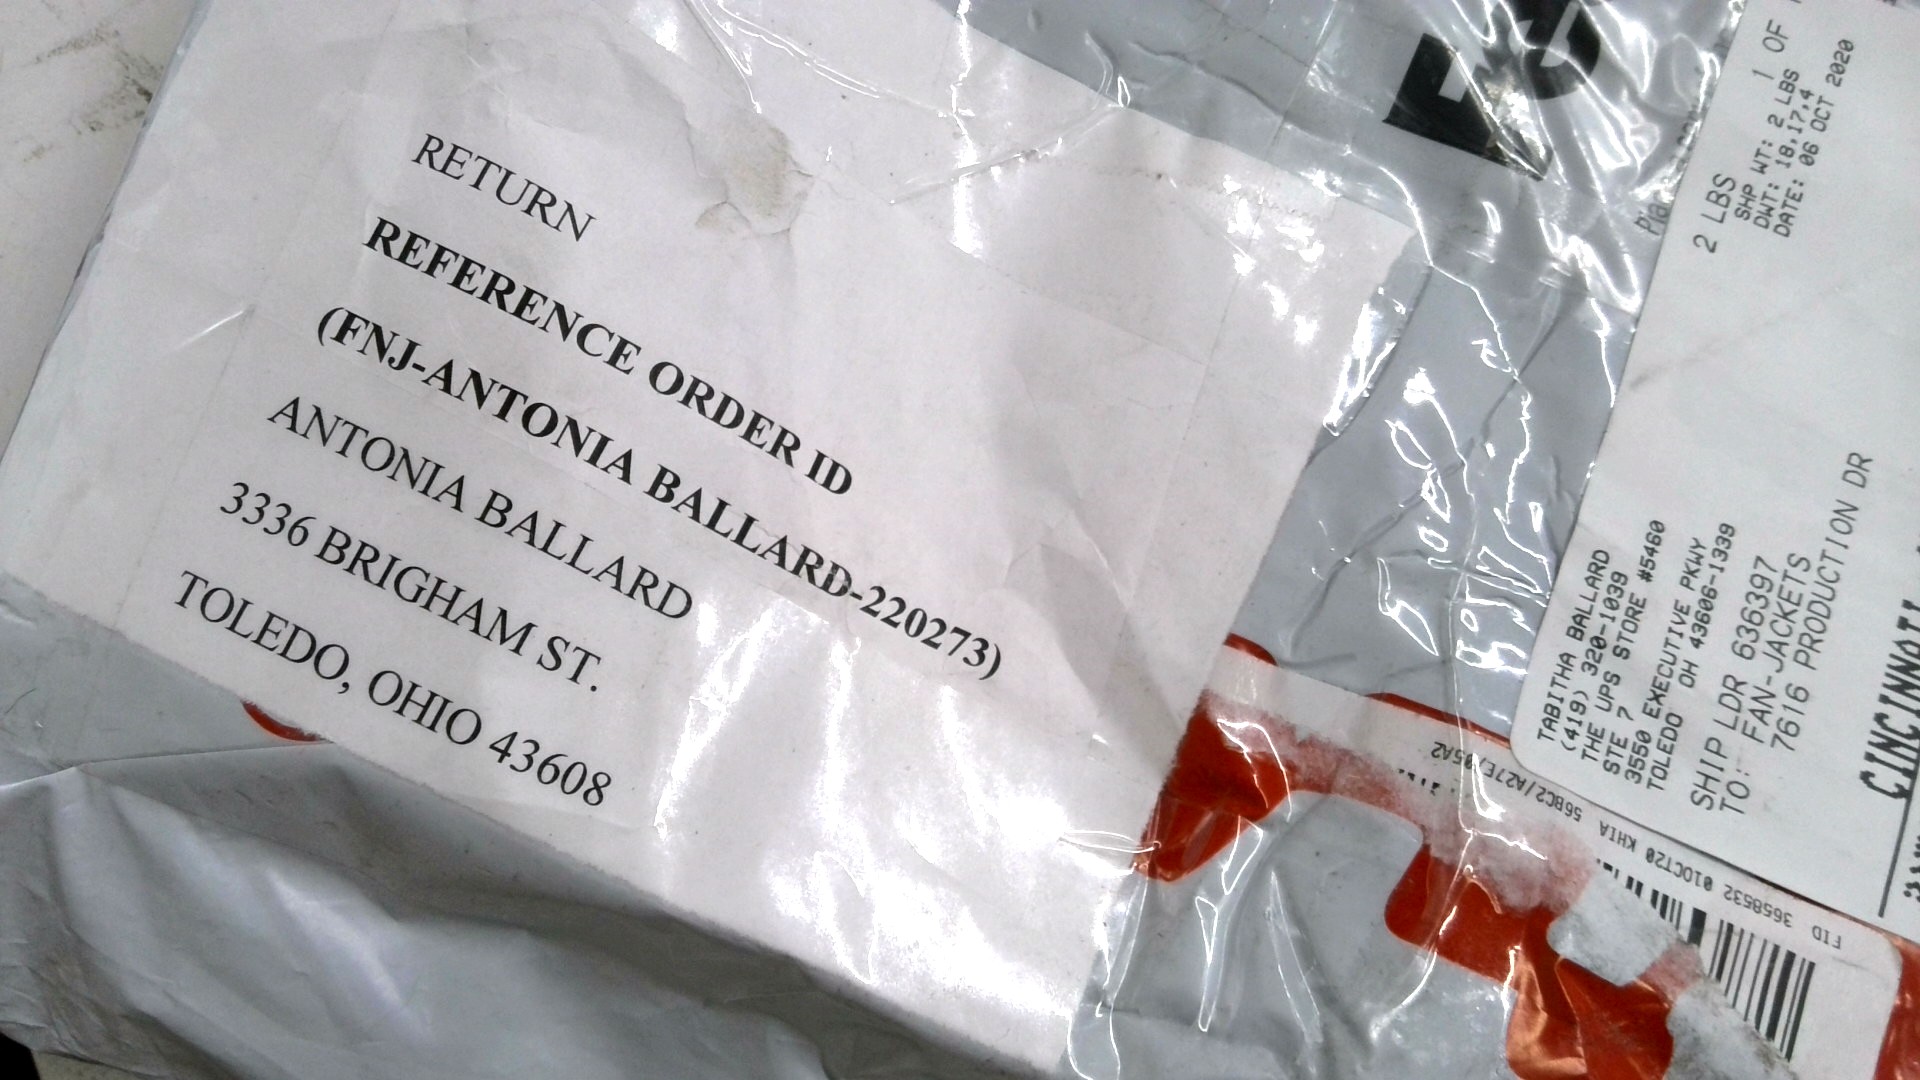 RETURN
REFERENCE ORDER ID
(FNJ-ANTONIA BALLARD-220273)
ANTONIA BALLARD
3336 BRIGHAM ST.
TOLEDO, OHIO 43608
2 LBS
1 OF
SHP WT: 2 LBS
DWT: 18,17,4
DATE: 06 OCT 2020
TABITHA BALLARD
(419) 320-1039
THE UPS STORE #5460
STE 7
3550 EXECUTIVE PKWY
TOLEDO OH 43606-1339
SHIP LDR 636397
TO: FAN-JACKETS
7616 PRODUCTION DR
FID 3658532 01OCT20 KHIA 56BC2/A27E/05A2